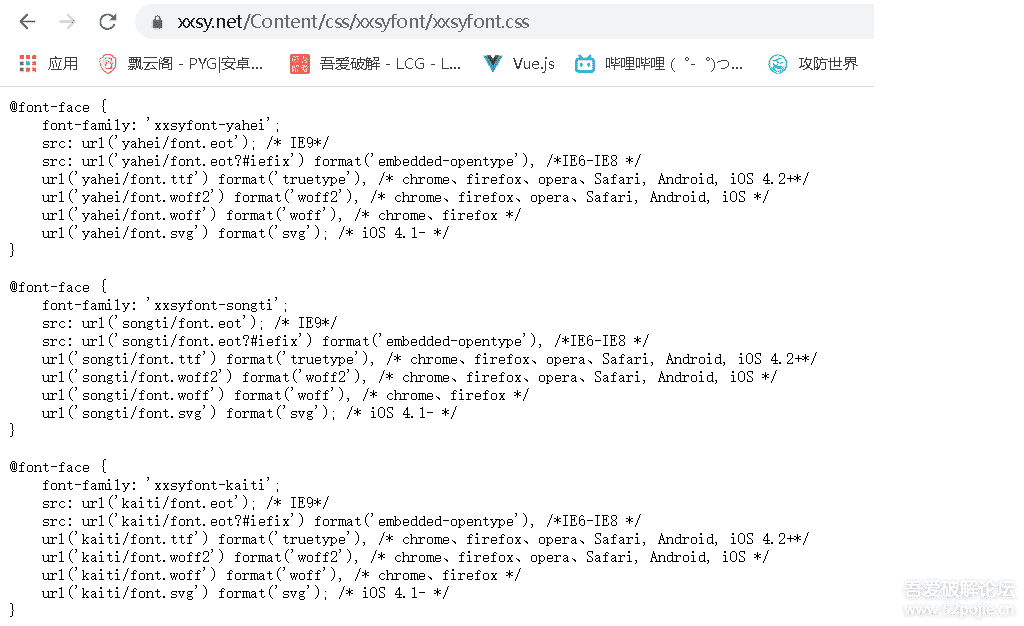 xxsy.net/Content/css/xxsyfont/xxsyfont.css
应用 飘云阁 - PYG|安卓... 吾爱破解 - LCG - L... Vue.js 哔哩哔哩 ( ゜- ゜)つ... 攻防世界
@font-face {
    font-family: 'xxsyfont-yahei';
    src: url('yahei/font.eot'); /* IE9*/
    src: url('yahei/font.eot?#iefix') format('embedded-opentype'), /*IE6-IE8 */
    url('yahei/font.ttf') format('truetype'), /* chrome、firefox、opera、Safari, Android, iOS 4.2+*/
    url('yahei/font.woff2') format('woff2'), /* chrome、firefox、opera、Safari, Android, iOS */
    url('yahei/font.woff') format('woff'), /* chrome、firefox */
    url('yahei/font.svg') format('svg'); /* iOS 4.1- */
}
@font-face {
    font-family: 'xxsyfont-songti';
    src: url('songti/font.eot'); /* IE9*/
    src: url('songti/font.eot?#iefix') format('embedded-opentype'), /*IE6-IE8 */
    url('songti/font.ttf') format('truetype'), /* chrome、firefox、opera、Safari, Android, iOS 4.2+*/
    url('songti/font.woff2') format('woff2'), /* chrome、firefox、opera、Safari, Android, iOS */
    url('songti/font.woff') format('woff'), /* chrome、firefox */
    url('songti/font.svg') format('svg'); /* iOS 4.1- */
}
@font-face {
    font-family: 'xxsyfont-kaiti';
    src: url('kaiti/font.eot'); /* IE9*/
    src: url('kaiti/font.eot?#iefix') format('embedded-opentype'), /*IE6-IE8 */
    url('kaiti/font.ttf') format('truetype'), /* chrome、firefox、opera、Safari, Android, iOS 4.2+*/
    url('kaiti/font.woff2') format('woff2'), /* chrome、firefox、opera、Safari, Android, iOS */
    url('kaiti/font.woff') format('woff'), /* chrome、firefox */
    url('kaiti/font.svg') format('svg'); /* iOS 4.1- */
}
吾爱破解论坛
www.52pojie.cn